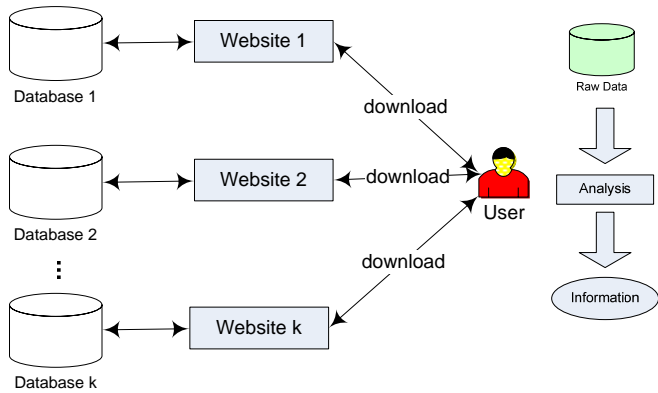 Website 1
Database 1
download
Raw Data
Website 2
download
Analysis
User
Database 2
...
download
Information
Website k
Database k